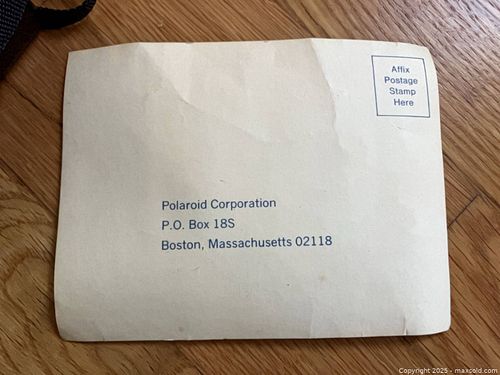 Affix
Postage
Stamp
Here
Polaroid Corporation
P.O. Box 18S
Boston, Massachusetts 02118
Copyright 2025 - maxsold.com